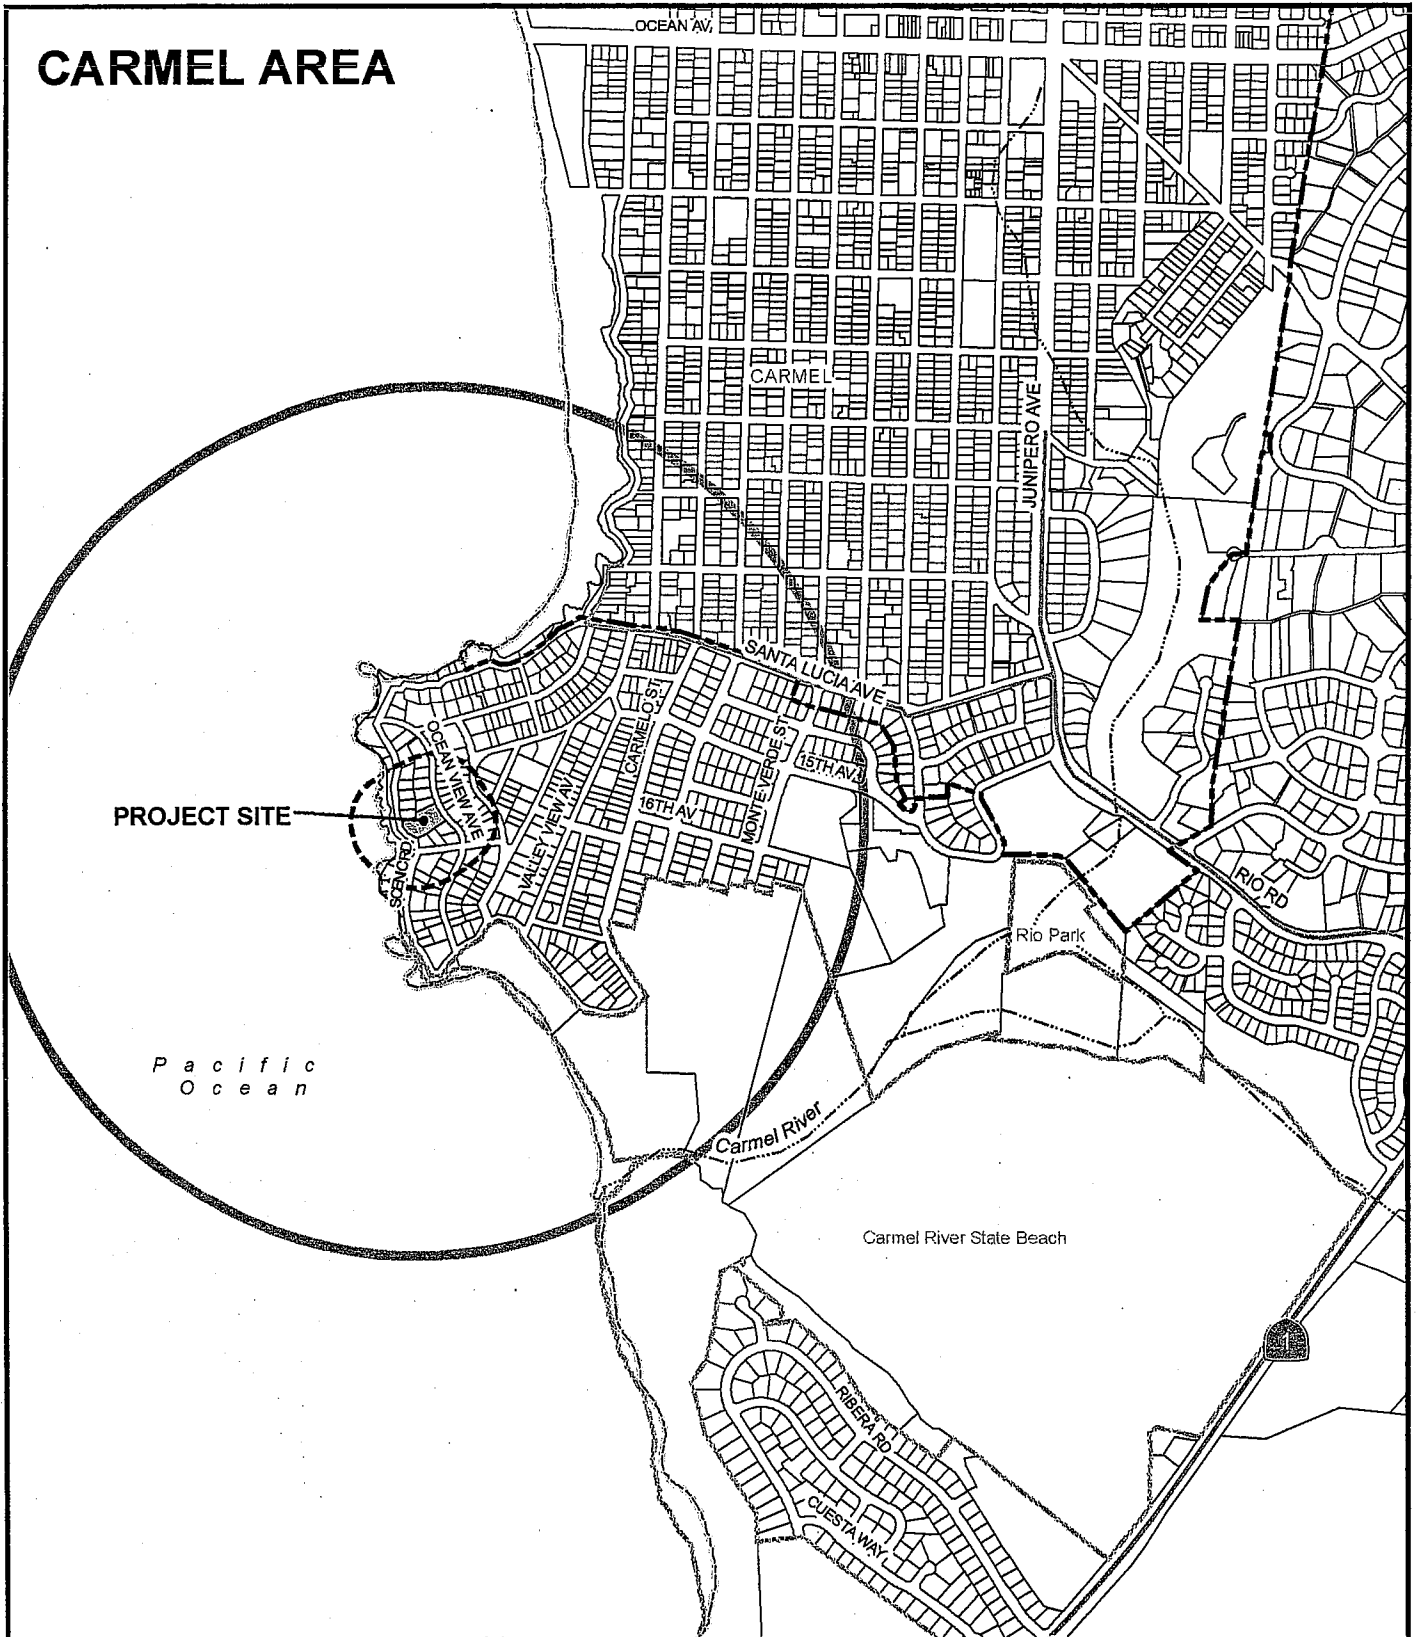 OCEAN AV
CARMEL AREA
CARMEL
JUNIPERO AVE
SANTA LUCIA AVE
CARMELO ST
OCEAN VIEW AVE
MONTE VERDE ST
15TH AV
VALLEY VIEW AV
16TH AV
PROJECT SITE
SCENIC RD
RIO RD
Rio Park
Pacific
Ocean
Carmel River
Carmel River State Beach
1
RIBERA RD
CUESTA WAY